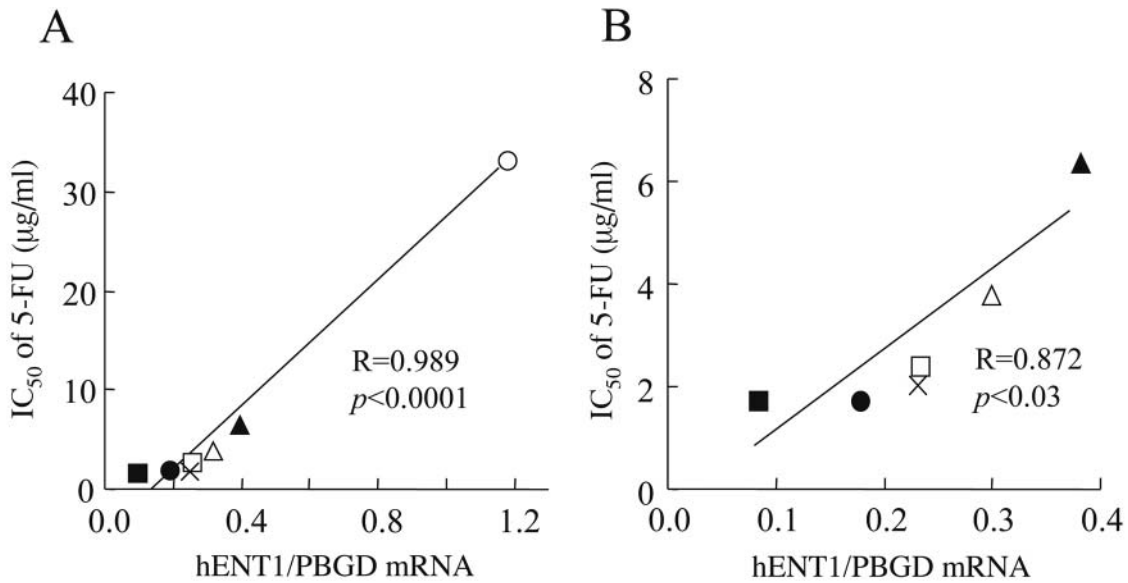 A
IC50 of 5-FU (µg/ml)
40
30
20
10
0
R=0.989
p<0.0001
0.0
0.4
0.8
1.2
hENT1/PBGD mRNA
B
IC50 of 5-FU (µg/ml)
8
6
4
2
0
R=0.872
p<0.03
0.0
0.1
0.2
0.3
0.4
hENT1/PBGD mRNA